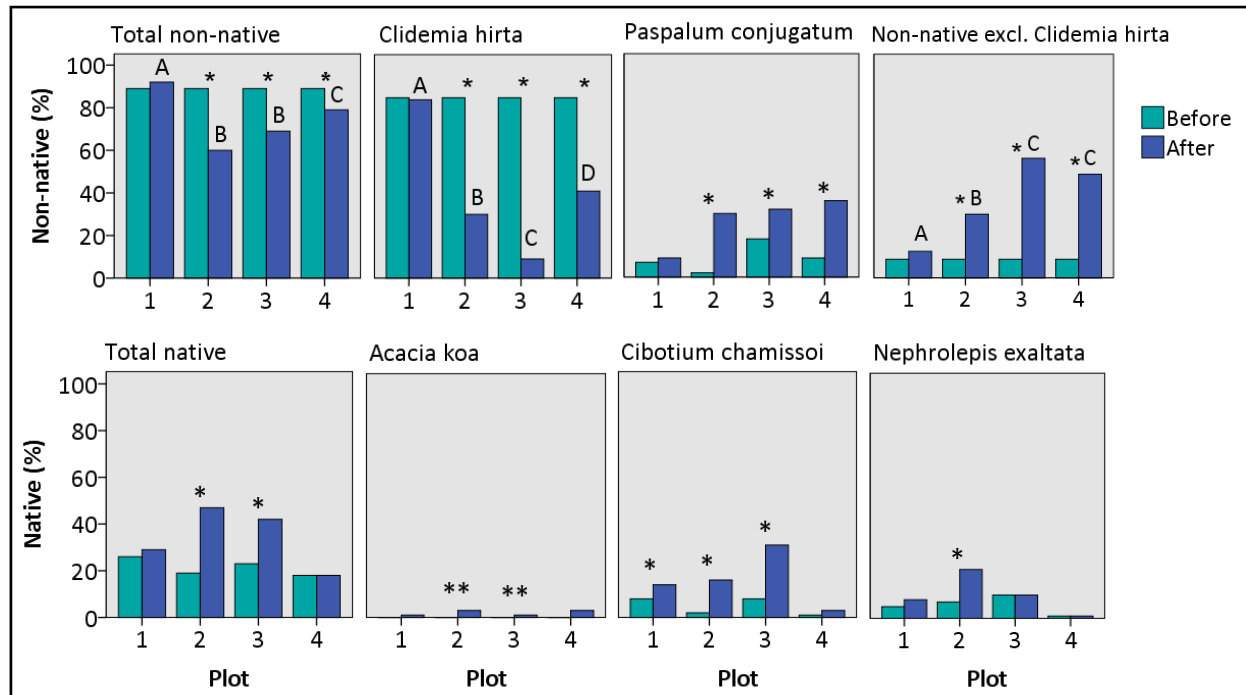 Total non-native
Clidemia hirta
Paspalum conjugatum
Non-native excl. Clidemia hirta
Non-native (%)
100
80
60
40
20
0
A * * *
B B C
1 2 3 4
A * * *
B C D
1 2 3 4
* * *
1 2 3 4
A * B * C * C
1 2 3 4
Before
After
Total native
Acacia koa
Cibotium chamissoi
Nephrolepis exaltata
Native (%)
100
80
60
40
20
0
* *
1 2 3 4
** **
1 2 3 4
* * *
1 2 3 4
*
1 2 3 4
Plot
Plot
Plot
Plot